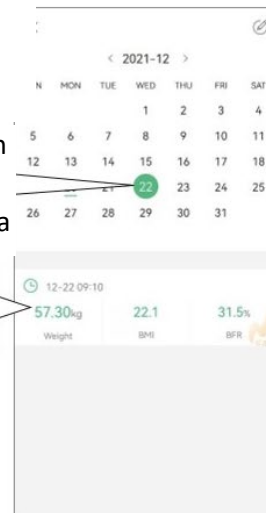 < 2021-12 >
N MON TUE WED THU FRI SAT
1 2 3 4
n
5 6 7 8 9 10 11
12 13 14 15 16 17 18
22 23 24 25
a
26 27 28 29 30 31
12-22 09:10
57.30kg 22.1 31.5%
Weight BMI BFR